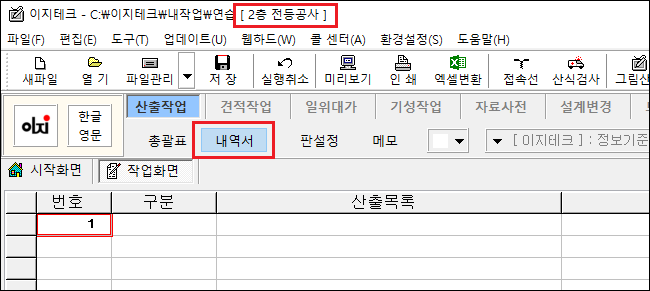 이지테크 - C:\이지테크\내작업\연습 [ 2층 전등공사 ]
파일(F) 편집(E) 도구(T) 업데이트(U) 웹하드(W) 콜 센터(A) 환경설정(S) 도움말(H)
새파일 열 기 파일관리 저 장 실행취소 미리보기 인 쇄 엑셀변환 접속선 산식검사 그림산
산출작업 견적작업 일위대가 기성작업 자료사전 설계변경
이지 한글 영문
총괄표 내역서 판설정 메모 [ 이지테크 ] : 정보기준
시작화면 작업화면
번호 구분 산출목록
1